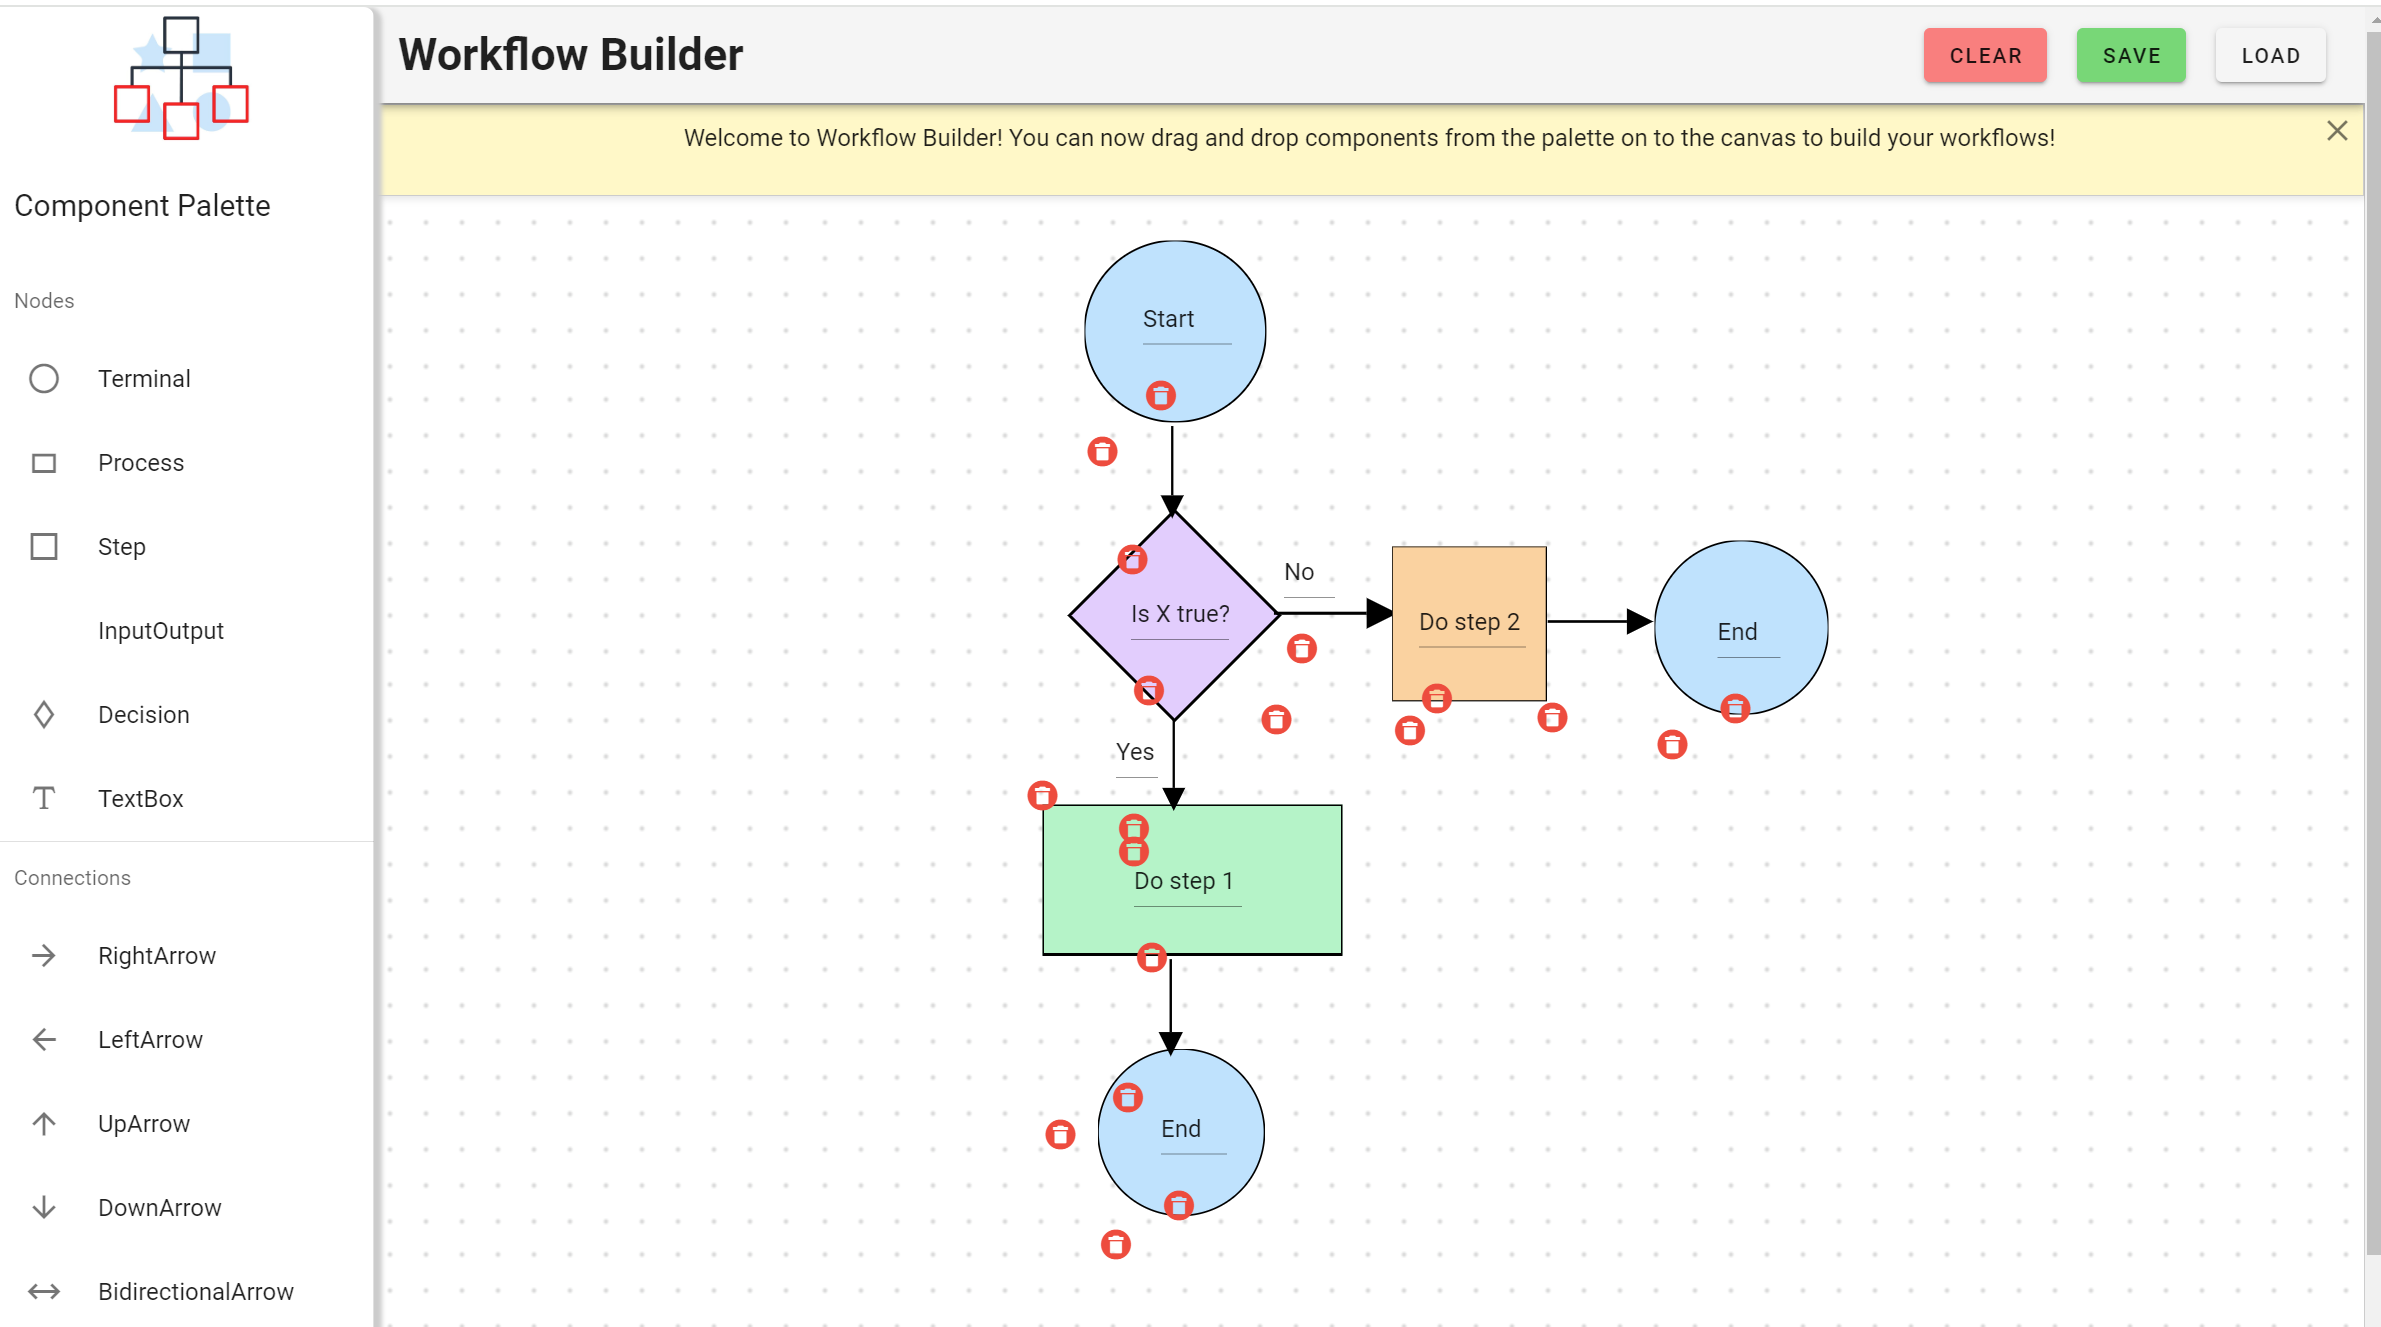 Workflow Builder
CLEAR
SAVE
LOAD
Welcome to Workflow Builder! You can now drag and drop components from the palette on to the canvas to build your workflows!
Component Palette
Nodes
Terminal
Process
Step
InputOutput
Decision
TextBox
Connections
RightArrow
LeftArrow
UpArrow
DownArrow
BidirectionalArrow
Start
Is X true?
No
Do step 2
End
Yes
Do step 1
End